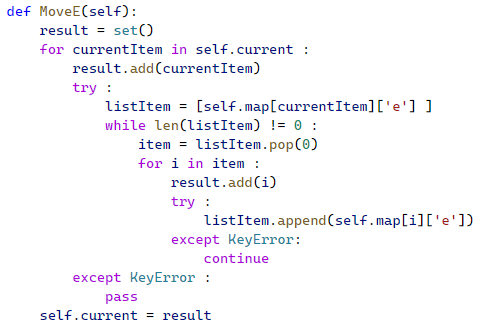 def MoveE(self):
    result = set()
    for currentItem in self.current :
        result.add(currentItem)
        try :
            listItem = [self.map[currentItem]['e'] ]
            while len(listItem) != 0 :
                item = listItem.pop(0)
                for i in item :
                    result.add(i)
                    try :
                        listItem.append(self.map[i]['e'])
                    except KeyError:
                        continue
        except KeyError :
            pass
    self.current = result